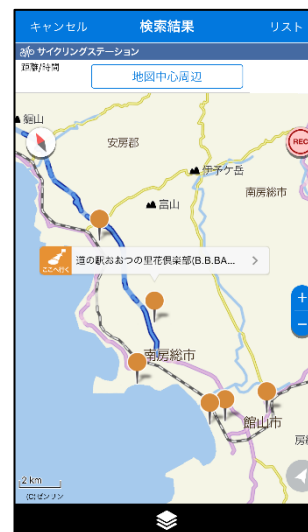 キャンセル 検索結果 リスト
サイクリングステーション
距離/時間
地図中心周辺
鋸山
安房郡
REC
伊予ケ岳
南房総市
富山
ここへ行く 道の駅おおつの里花倶楽部(B.B.BA...
+
−
南房総市
館山市
房
2 km
(C)ゼンリン